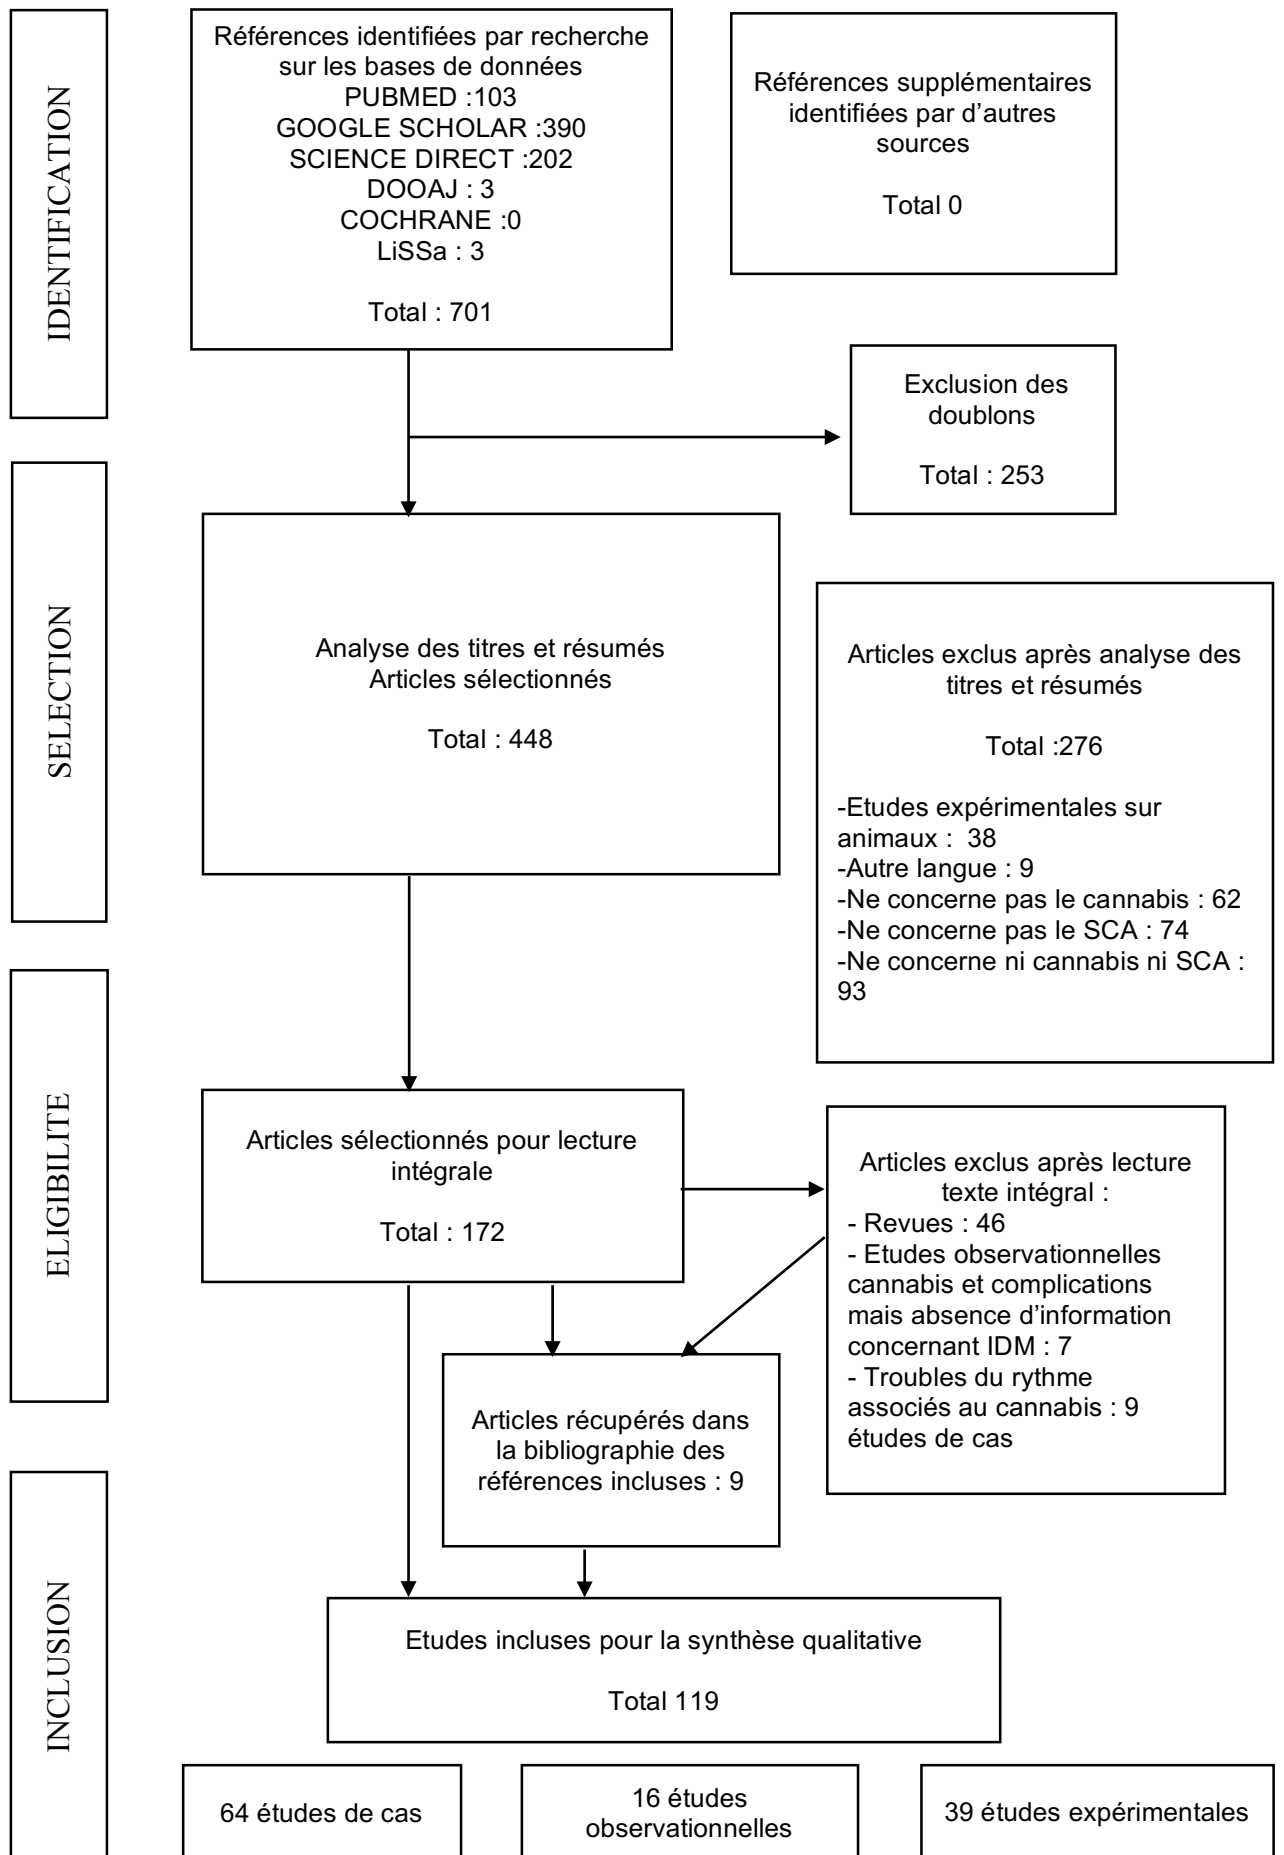 IDENTIFICATION
Références identifiées par recherche
sur les bases de données
PUBMED :103
GOOGLE SCHOLAR :390
SCIENCE DIRECT :202
DOOAJ : 3
COCHRANE :0
LiSSa : 3
Total : 701
Références supplémentaires
identifiées par d’autres
sources
Total 0
Exclusion des
doublons
Total : 253
SELECTION
Analyse des titres et résumés
Articles sélectionnés
Total : 448
Articles exclus après analyse des
titres et résumés
Total :276
-Etudes expérimentales sur
animaux :  38
-Autre langue : 9
-Ne concerne pas le cannabis : 62
-Ne concerne pas le SCA : 74
-Ne concerne ni cannabis ni SCA :
93
ELIGIBILITE
Articles sélectionnés pour lecture
intégrale
Total : 172
Articles exclus après lecture
texte intégral :
- Revues : 46
- Etudes observationnelles
cannabis et complications
mais absence d’information
concernant IDM : 7
- Troubles du rythme
associés au cannabis : 9
études de cas
Articles récupérés dans
la bibliographie des
références incluses : 9
INCLUSION
Etudes incluses pour la synthèse qualitative
Total 119
64 études de cas
16 études
observationnelles
39 études expérimentales